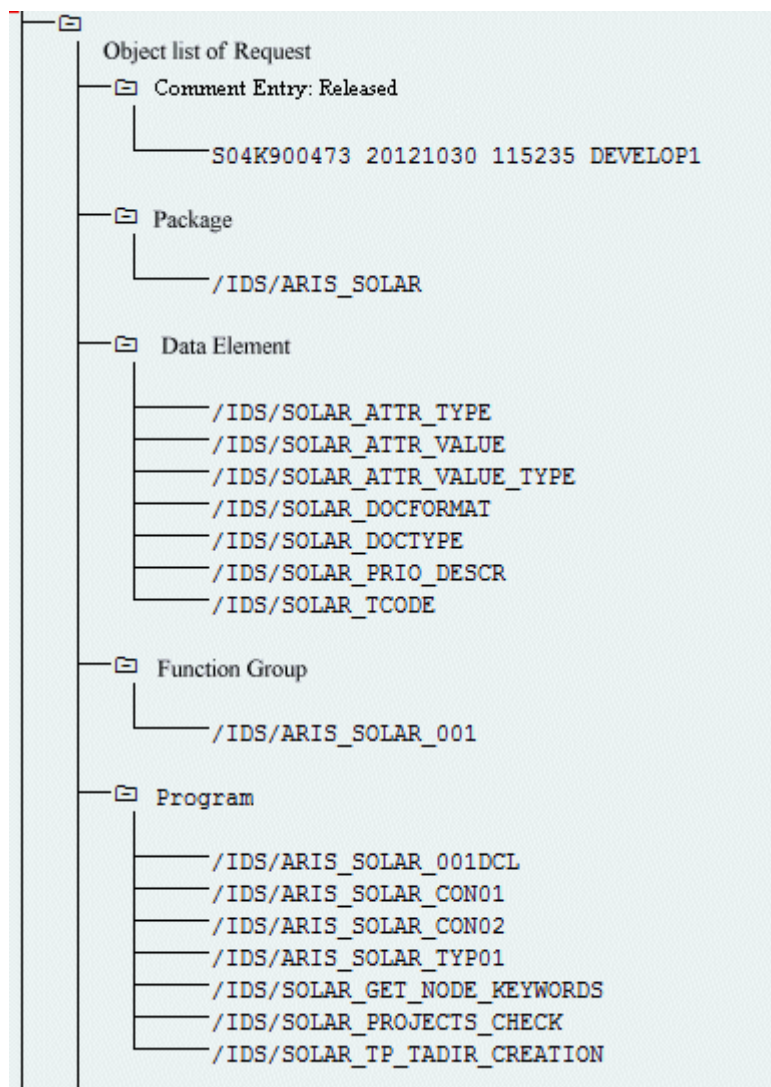 Object list of Request
Comment Entry: Released
S04K900473 20121030 115235 DEVELOP1
Package
/IDS/ARIS_SOLAR
Data Element
/IDS/SOLAR_ATTR_TYPE
/IDS/SOLAR_ATTR_VALUE
/IDS/SOLAR_ATTR_VALUE_TYPE
/IDS/SOLAR_DOCFORMAT
/IDS/SOLAR_DOCTYPE
/IDS/SOLAR_PRIO_DESCR
/IDS/SOLAR_TCODE
Function Group
/IDS/ARIS_SOLAR_001
Program
/IDS/ARIS_SOLAR_001DCL
/IDS/ARIS_SOLAR_CON01
/IDS/ARIS_SOLAR_CON02
/IDS/ARIS_SOLAR_TYP01
/IDS/SOLAR_GET_NODE_KEYWORDS
/IDS/SOLAR_PROJECTS_CHECK
/IDS/SOLAR_TP_TADIR_CREATION